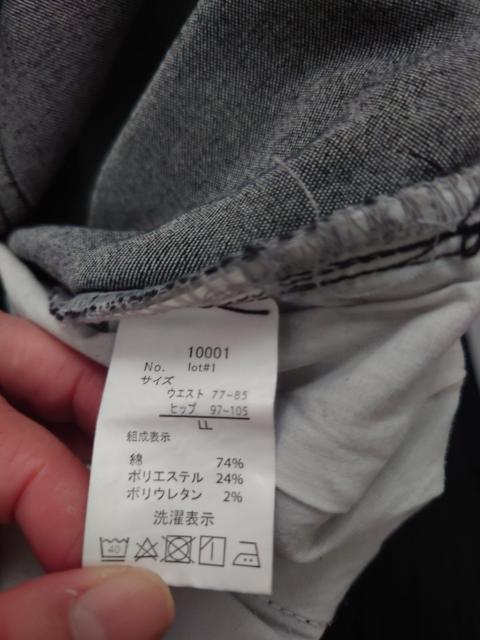 10001
No. lot#1
サイズ
ウエスト 77~85
ヒップ 97~105
LL
組成表示
綿 74%
ポリエステル 24%
ポリウレタン 2%
洗濯表示
40